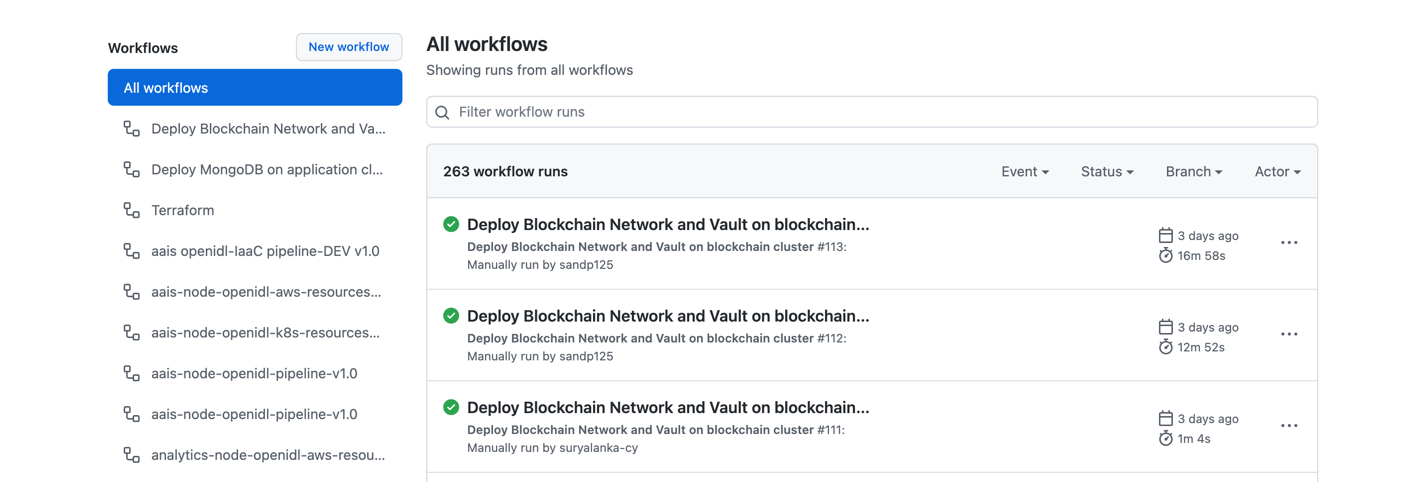 Workflows
New workflow
All workflows
Deploy Blockchain Network and Va...
Deploy MongoDB on application cl...
Terraform
aais openidl-IaaC pipeline-DEV v1.0
aais-node-openidl-aws-resources...
aais-node-openidl-k8s-resources...
aais-node-openidl-pipeline-v1.0
aais-node-openidl-pipeline-v1.0
analytics-node-openidl-aws-resou...
All workflows
Showing runs from all workflows
Filter workflow runs
263 workflow runs
Event
Status
Branch
Actor
Deploy Blockchain Network and Vault on blockchain...
Deploy Blockchain Network and Vault on blockchain cluster #113:
Manually run by sandp125
3 days ago
16m 58s
Deploy Blockchain Network and Vault on blockchain...
Deploy Blockchain Network and Vault on blockchain cluster #112:
Manually run by sandp125
3 days ago
12m 52s
Deploy Blockchain Network and Vault on blockchain...
Deploy Blockchain Network and Vault on blockchain cluster #111:
Manually run by suryalanka-cy
3 days ago
1m 4s